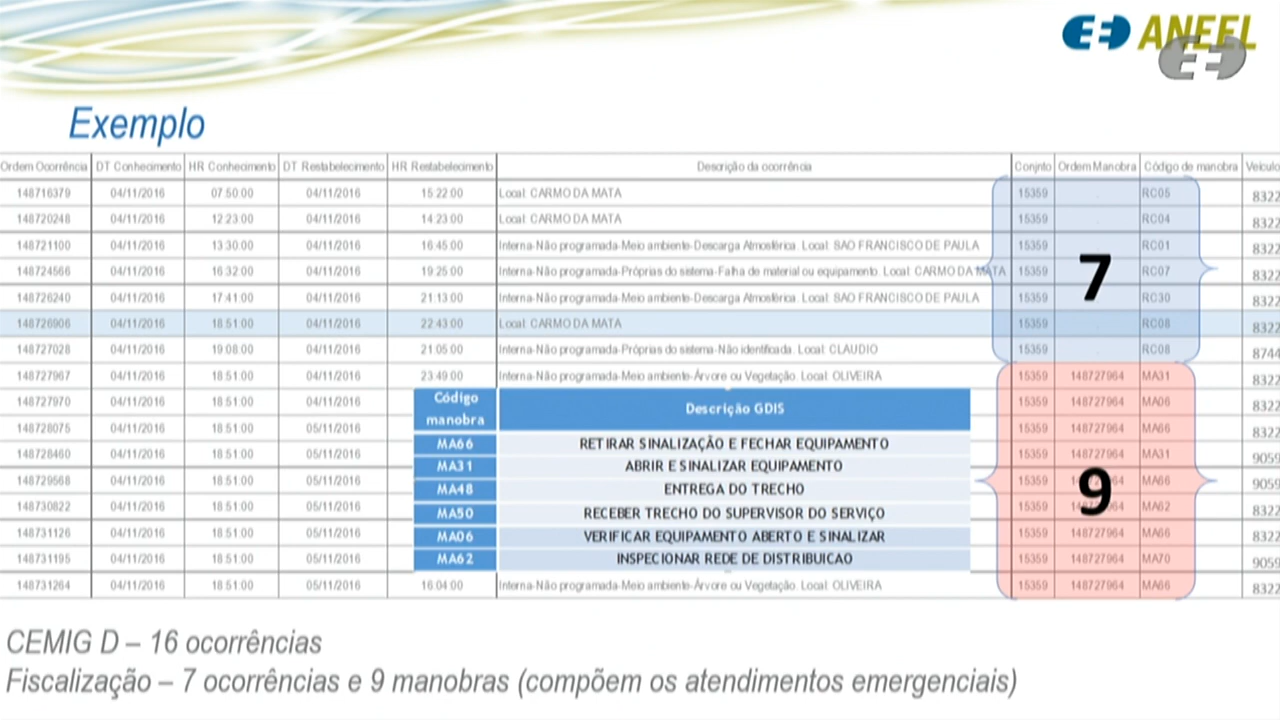 ANEEL
Exemplo
Ordem Ocorrência DT Conhecimento HR Conhecimento DT Restabelecimento HR Restabelecimento Descrição da ocorrência Conjnto Ordem Manobra Código de manobra Veículo
148716379 04/11/2016 07:50:00 04/11/2016 15:22:00 Local: CARMO DA MATA 15359 RC05 8322
148720248 04/11/2016 12:23:00 04/11/2016 14:23:00 Local: CARMO DA MATA 15359 RC04 8322
148721100 04/11/2016 13:30:00 04/11/2016 16:45:00 Interna-Não programada-Meio ambiente-Descarga Atmosférica. Local: SAO FRANCISCO DE PAULA 15359 RC01 8322
148724566 04/11/2016 16:32:00 04/11/2016 19:25:00 Interna-Não programada-Próprias do sistema-Falha de material ou equipamento. Local: CARMO DA MATA 15359 RC07 8322
7
148726240 04/11/2016 17:41:00 04/11/2016 21:13:00 Interna-Não programada-Meio ambiente-Descarga Atmosférica. Local: SAO FRANCISCO DE PAULA 15359 RC30 8322
148726906 04/11/2016 18:51:00 04/11/2016 22:43:00 Local: CARMO DA MATA 15359 RC08 8322
148727028 04/11/2016 19:08:00 04/11/2016 21:05:00 Interna-Não programada-Próprias do sistema-Não identificada. Local: CLAUDIO 15359 RC08 8744
148727967 04/11/2016 18:51:00 04/11/2016 23:49:00 Interna-Não programada-Meio ambiente-Árvore ou Vegetação. Local: OLIVEIRA 15359 148727964 MA31
148727970 04/11/2016 18:51:00 04/11/2016 15359 148727964 MA06 8322
148728075 04/11/2016 18:51:00 05/11/2016 15359 148727964 MA66 8322
148728460 04/11/2016 18:51:00 05/11/2016 15359 148727964 MA31 9059
148729568 04/11/2016 18:51:00 05/11/2016 15359 MA66 9059
9
148730822 04/11/2016 18:51:00 05/11/2016 15359 MA62 8322
148731126 04/11/2016 18:51:00 05/11/2016 15359 148727964 MA66 8322
148731195 04/11/2016 18:51:00 05/11/2016 15359 148727964 MA70 9059
148731264 04/11/2016 18:51:00 05/11/2016 16:04:00 Interna-Não programada-Meio ambiente-Árvore ou Vegetação. Local: OLIVEIRA 15359 148727964 MA66 8322
Código manobra Descrição GDIS
MA66 RETIRAR SINALIZAÇÃO E FECHAR EQUIPAMENTO
MA31 ABRIR E SINALIZAR EQUIPAMENTO
MA48 ENTREGA DO TRECHO
MA50 RECEBER TRECHO DO SUPERVISOR DO SERVIÇO
MA06 VERIFICAR EQUIPAMENTO ABERTO E SINALIZAR
MA62 INSPECIONAR REDE DE DISTRIBUICAO
CEMIG D – 16 ocorrências
Fiscalização – 7 ocorrências e 9 manobras (compõem os atendimentos emergenciais)